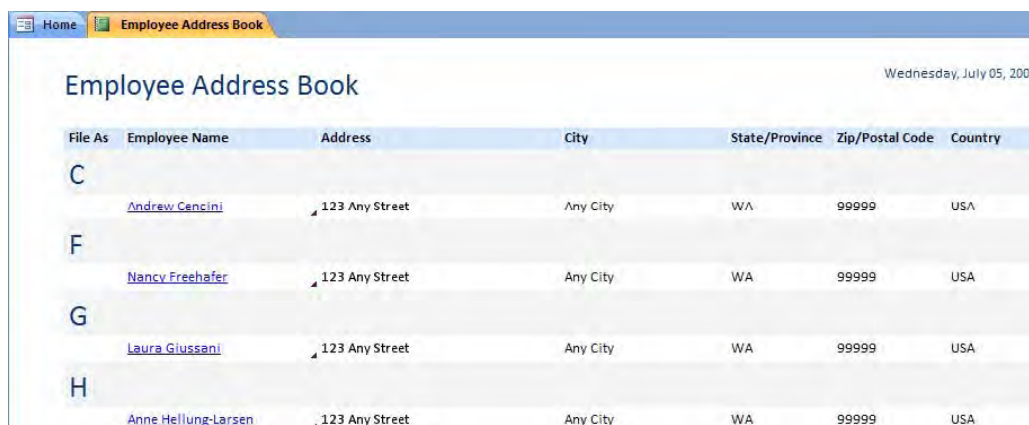 Home Employee Address Book
Employee Address Book
Wednesday, July 05, 200
File As Employee Name Address City State/Province Zip/Postal Code Country
C
Andrew Cencini 123 Any Street Any City WA 99999 USA
F
Nancy Freehafer 123 Any Street Any City WA 99999 USA
G
Laura Giussani 123 Any Street Any City WA 99999 USA
H
Anne Hellung-Larsen 123 Any Street Any City WA 99999 USA